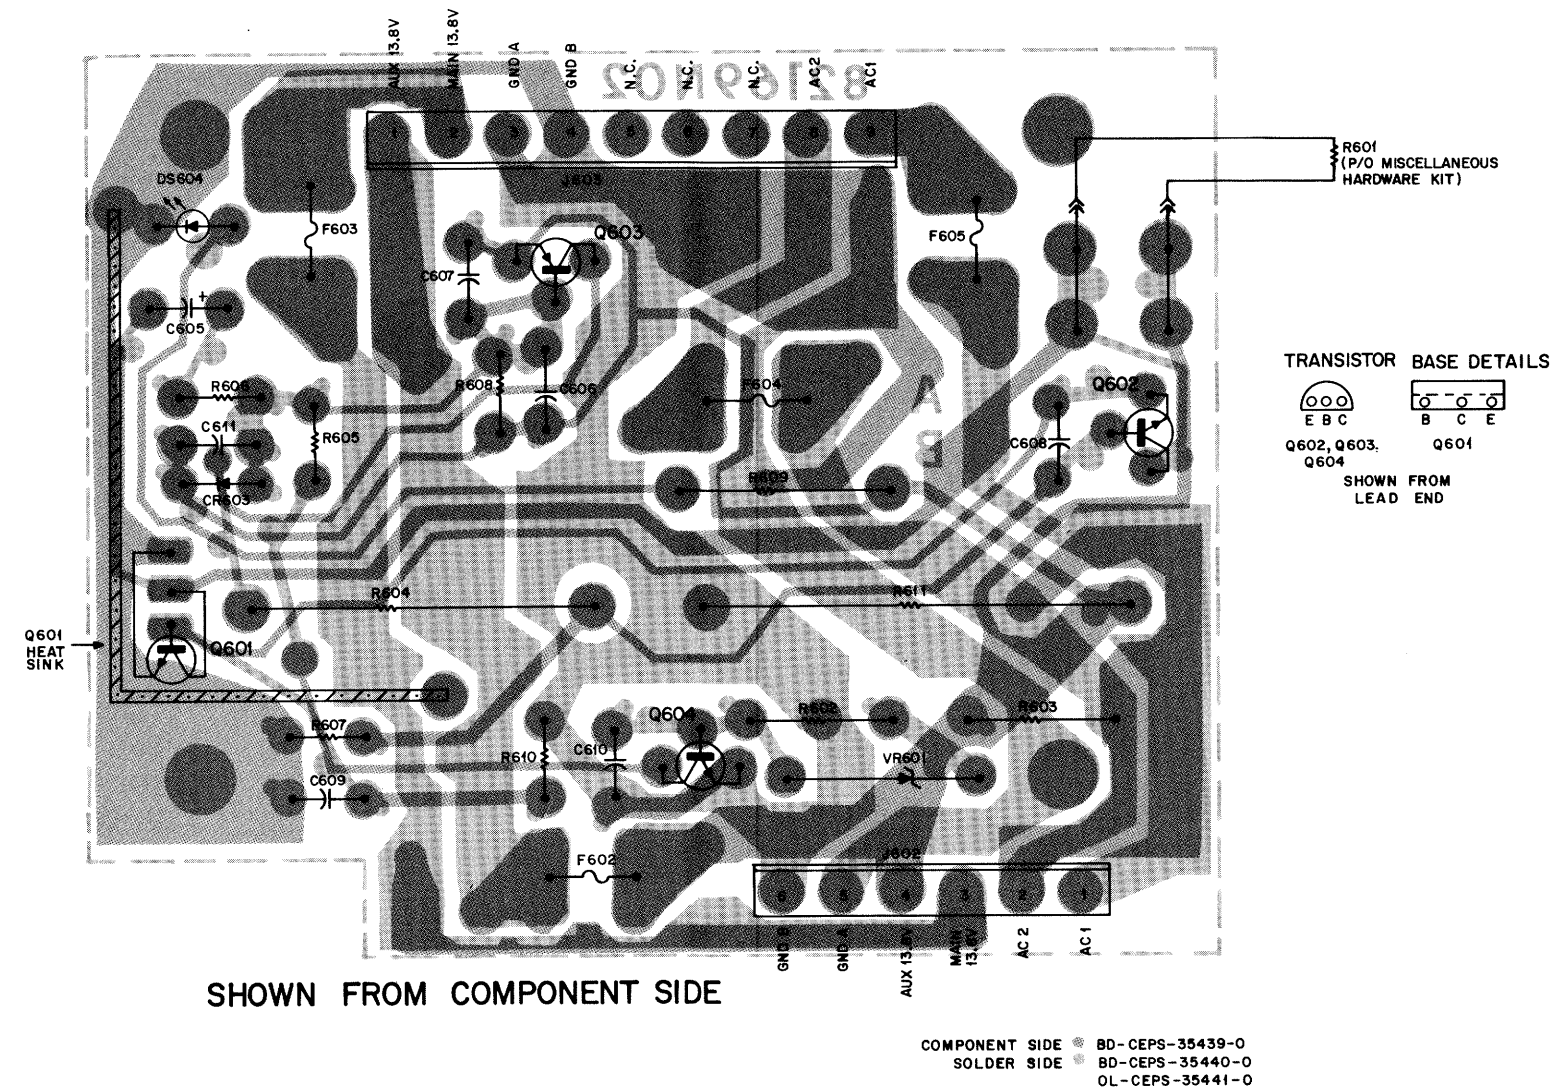 AUX 13.8V
MAIN 13.8V
GND A
GND B
N.C.
N.C.
N.C.
AC2
AC1
1 2 3 4 5 6 7 8 9
J603
DS604
F603
C605
C607
Q603
F605
R601
(P/O MISCELLANEOUS
HARDWARE KIT)
R606
C611
CR603
R605
R608
C606
F604
A
B
R609
C608
Q602
TRANSISTOR BASE DETAILS
E B C
B C E
Q602, Q603,
Q604
Q601
SHOWN FROM
LEAD END
R604
R611
Q601
HEAT
SINK
Q601
R607
C609
R610
C610
Q604
R602
R603
VR601
F602
J602
6 5 4 3 2 1
GND B
GND A
AUX 13.8V
MAIN
13.8V
AC 2
AC 1
SHOWN FROM COMPONENT SIDE
COMPONENT SIDE BD-CEPS-35439-O
SOLDER SIDE BD-CEPS-35440-O
OL-CEPS-35441-O